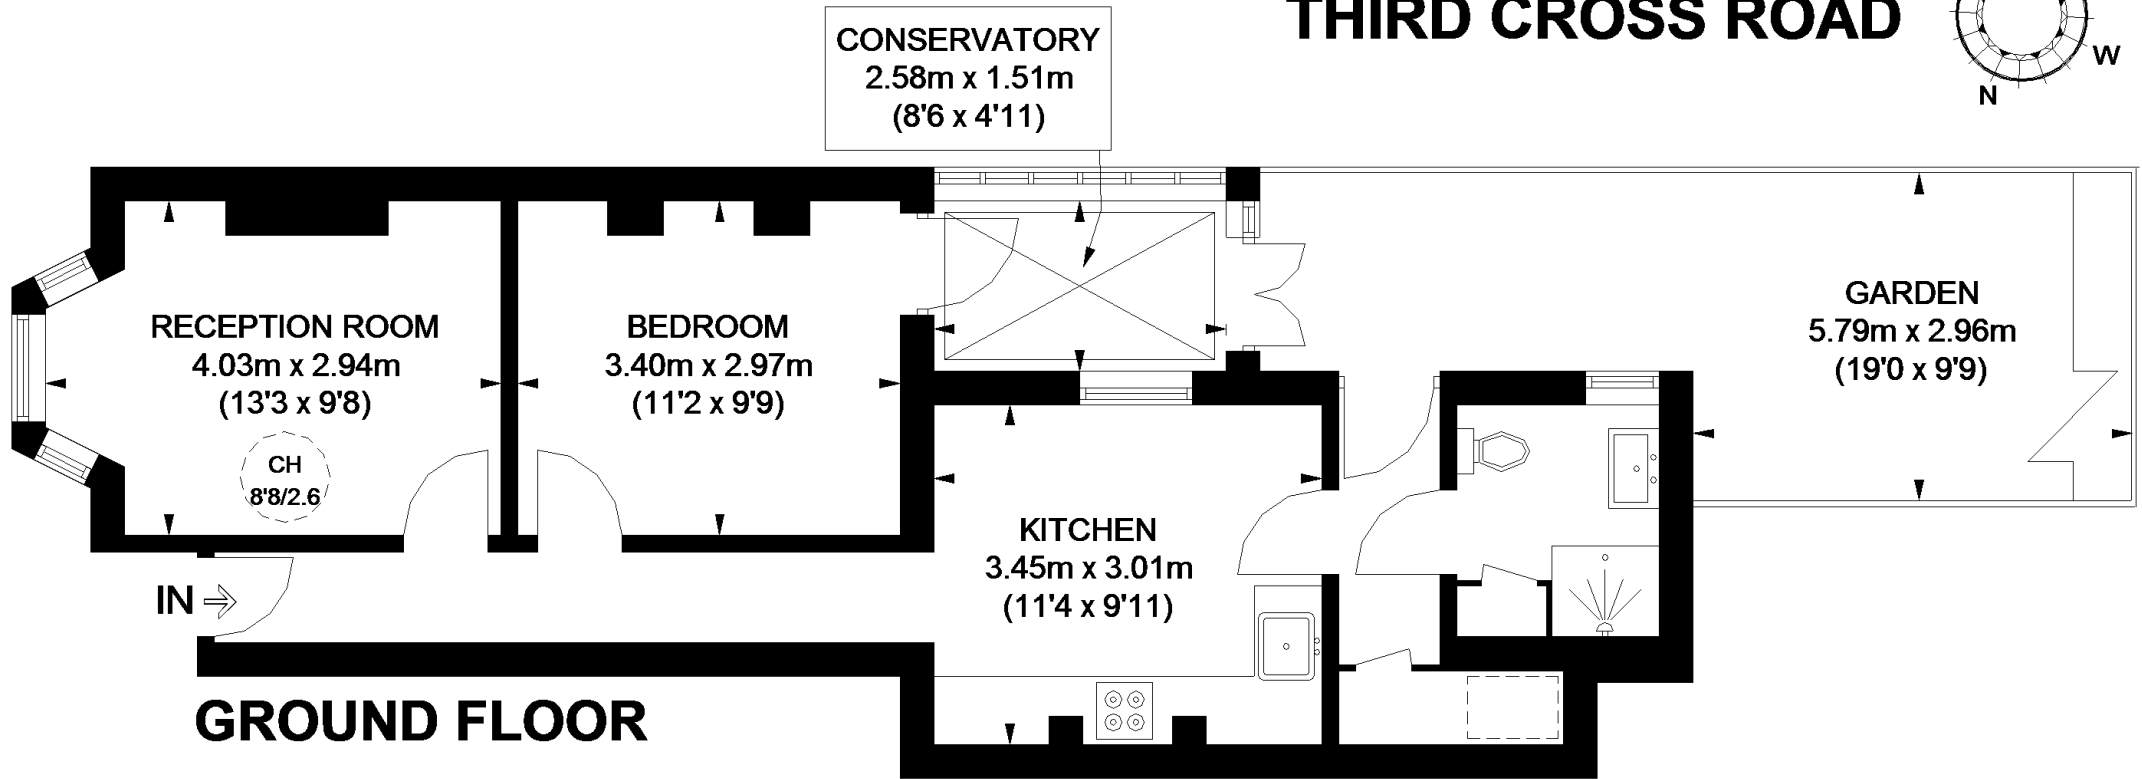 THIRD CROSS ROAD
W
N
CONSERVATORY
2.58m x 1.51m
(8'6 x 4'11)
RECEPTION ROOM
4.03m x 2.94m
(13'3 x 9'8)
CH
8'8/2.6
BEDROOM
3.40m x 2.97m
(11'2 x 9'9)
GARDEN
5.79m x 2.96m
(19'0 x 9'9)
KITCHEN
3.45m x 3.01m
(11'4 x 9'11)
IN
GROUND FLOOR